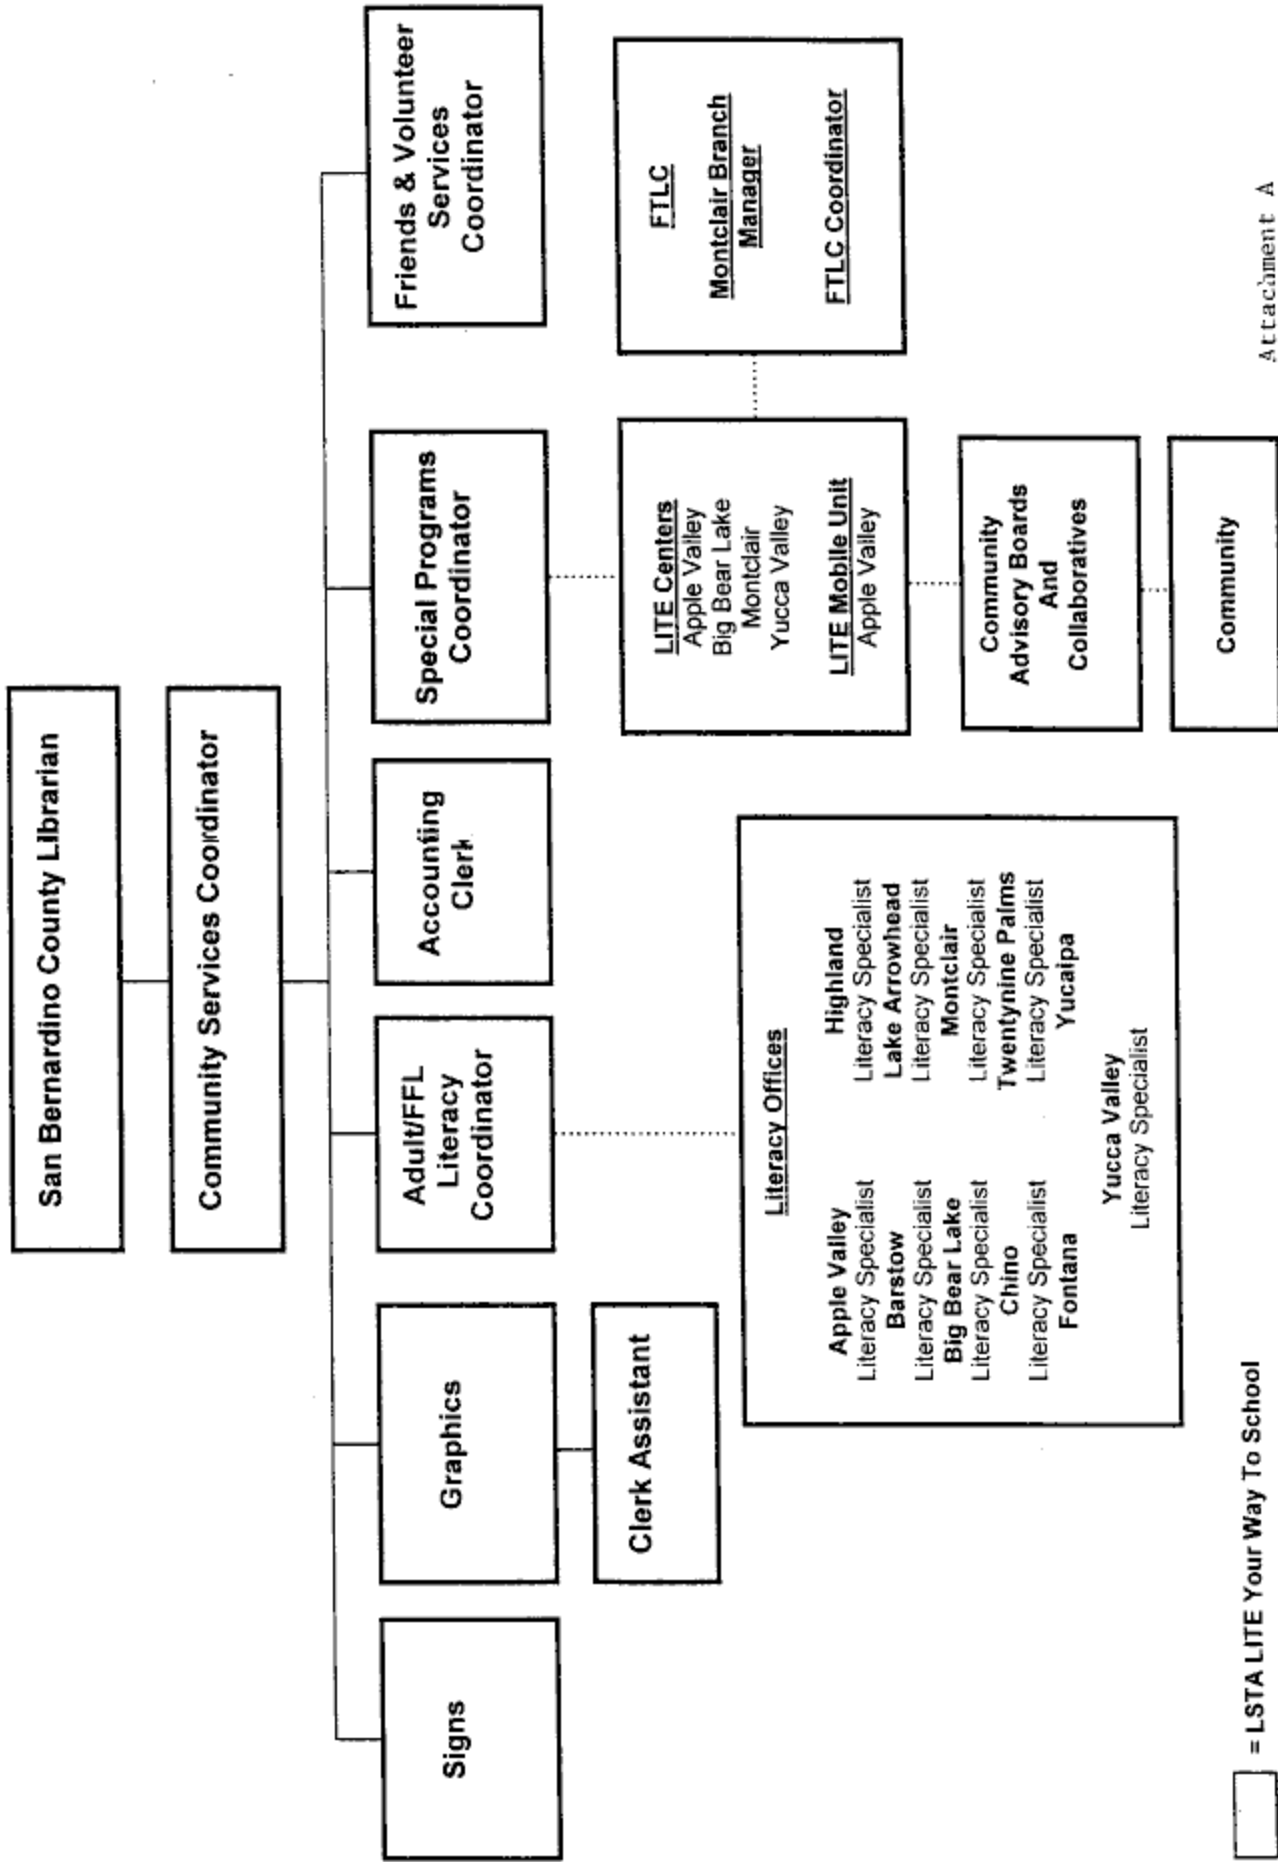 San Bernardino County Librarian
Community Services Coordinator
Signs
Graphics
Adult/FFL
Literacy
Coordinator
Accounting
Clerk
Special Programs
Coordinator
Friends & Volunteer
Services
Coordinator
Clerk Assistant
Literacy Offices
Apple Valley
Literacy Specialist
Barstow
Literacy Specialist
Big Bear Lake
Literacy Specialist
Chino
Literacy Specialist
Fontana
Highland
Literacy Specialist
Lake Arrowhead
Literacy Specialist
Montclair
Literacy Specialist
Twentynine Palms
Literacy Specialist
Yucaipa
Yucca Valley
Literacy Specialist
LITE Centers
Apple Valley
Big Bear Lake
Montclair
Yucca Valley
LITE Mobile Unit
Apple Valley
FTLC
Montclair Branch
Manager
FTLC Coordinator
Community
Advisory Boards
And
Collaboratives
Community
= LSTA LITE Your Way To School
Attachment A